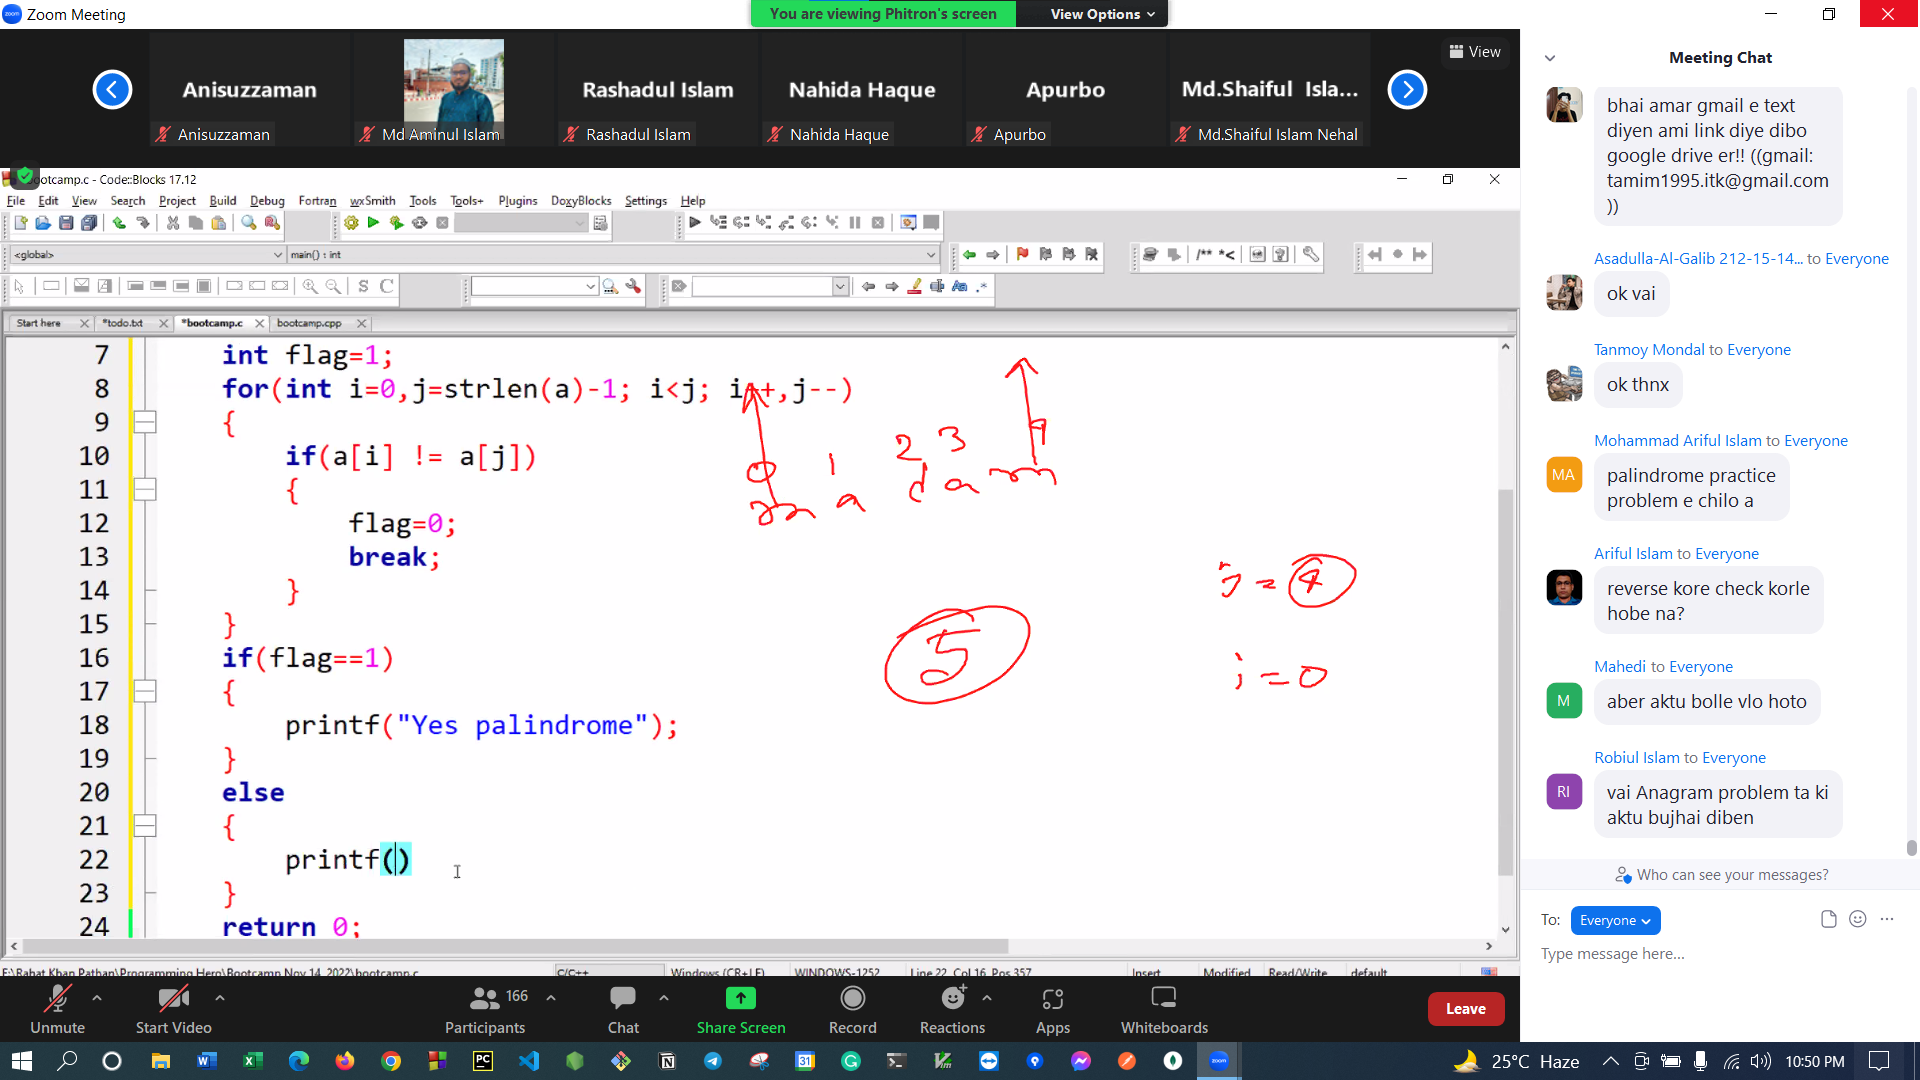 Zoom Meeting
You are viewing Phitron's screen
View Options
View
Anisuzzaman
Rashadul Islam
Nahida Haque
Apurbo
Md.Shaiful Isla...
Anisuzzaman
Md Aminul Islam
Rashadul Islam
Nahida Haque
Apurbo
Md.Shaiful Islam Nehal
bootcamp.c - Code::Blocks 17.12
File Edit View Search Project Build Debug Fortran wxSmith Tools Tools+ Plugins DoxyBlocks Settings Help
<global>
main() : int
Start here
*todo.txt
*bootcamp.c
bootcamp.cpp
7 int flag=1;
8 for(int i=0,j=strlen(a)-1; i<j; i++,j--)
9 {
10 if(a[i] != a[j])
11 {
12 flag=0;
13 break;
14 }
15 }
16 if(flag==1)
17 {
18 printf("Yes palindrome");
19 }
20 else
21 {
22 printf()
23 }
24 return 0;
0 1 2 3 4
m a d a m
5
j = 4
i = 0
F:\Rahat Khan Pathan\Programming Hero\Bootcamp Nov 14, 2022\bootcamp.c
C/C++
Windows (CR+LF)
WINDOWS-1252
Line 22, Col 16, Pos 357
Insert
Modified
Read/Write
default
Meeting Chat
bhai amar gmail e text
diyen ami link diye dibo
google drive er!! ((gmail:
tamim1995.itk@gmail.com
))
Asadulla-Al-Galib 212-15-14... to Everyone
ok vai
Tanmoy Mondal to Everyone
ok thnx
Mohammad Ariful Islam to Everyone
MA
palindrome practice
problem e chilo a
Ariful Islam to Everyone
reverse kore check korle
hobe na?
Mahedi to Everyone
M
aber aktu bolle vlo hoto
Robiul Islam to Everyone
RI
vai Anagram problem ta ki
aktu bujhai diben
Who can see your messages?
To: Everyone
Type message here...
Unmute
Start Video
166
Participants
Chat
Share Screen
Record
Reactions
Apps
Whiteboards
Leave
25°C Haze
10:50 PM